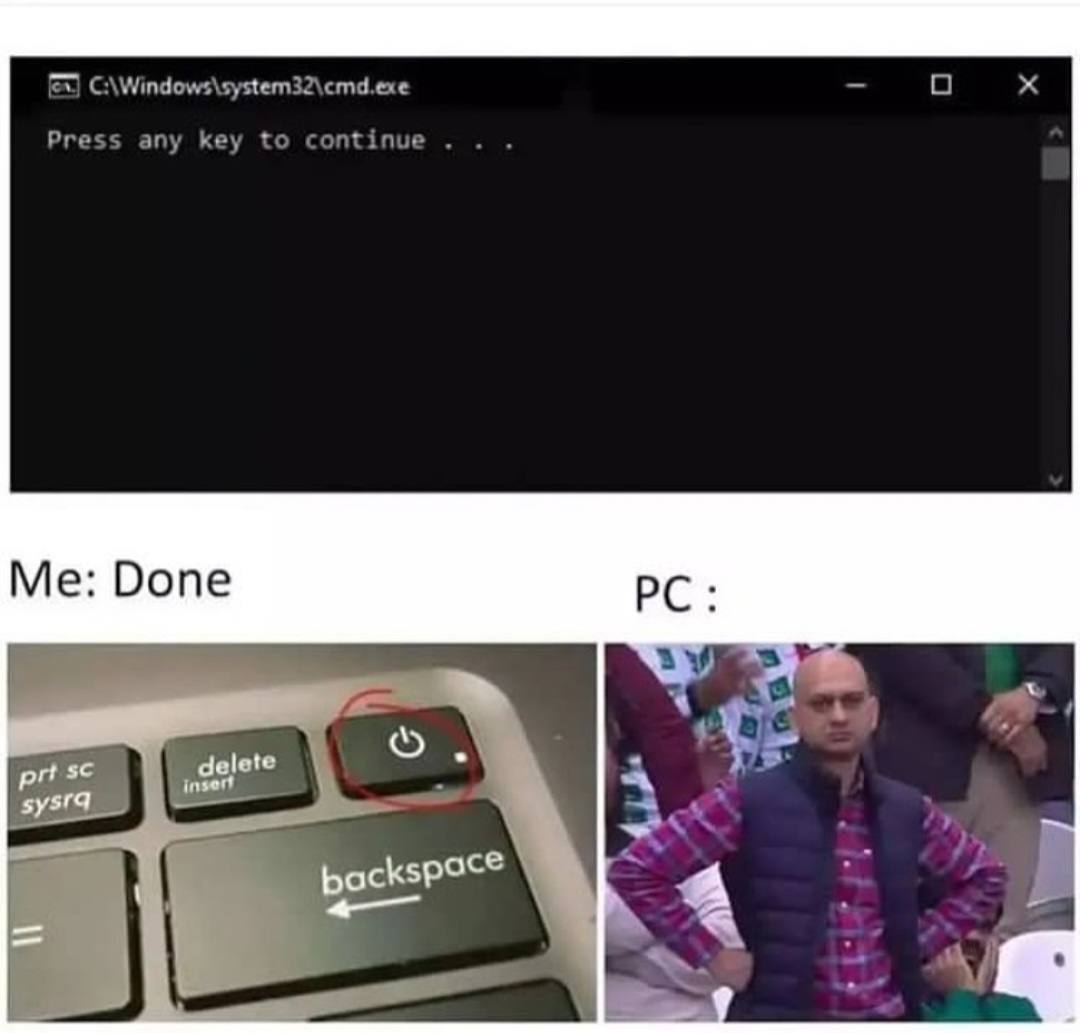 C:\Windows\system32\cmd.exe
Press any key to continue . . .
Me: Done
PC :
prt sc
sysrq
delete
insert
backspace
=